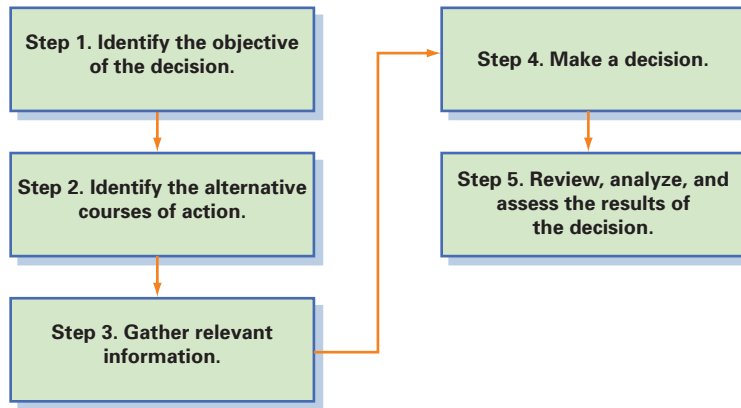 Step 1. Identify the objective
of the decision.
Step 2. Identify the alternative
courses of action.
Step 3. Gather relevant
information.
Step 4. Make a decision.
Step 5. Review, analyze, and
assess the results of
the decision.